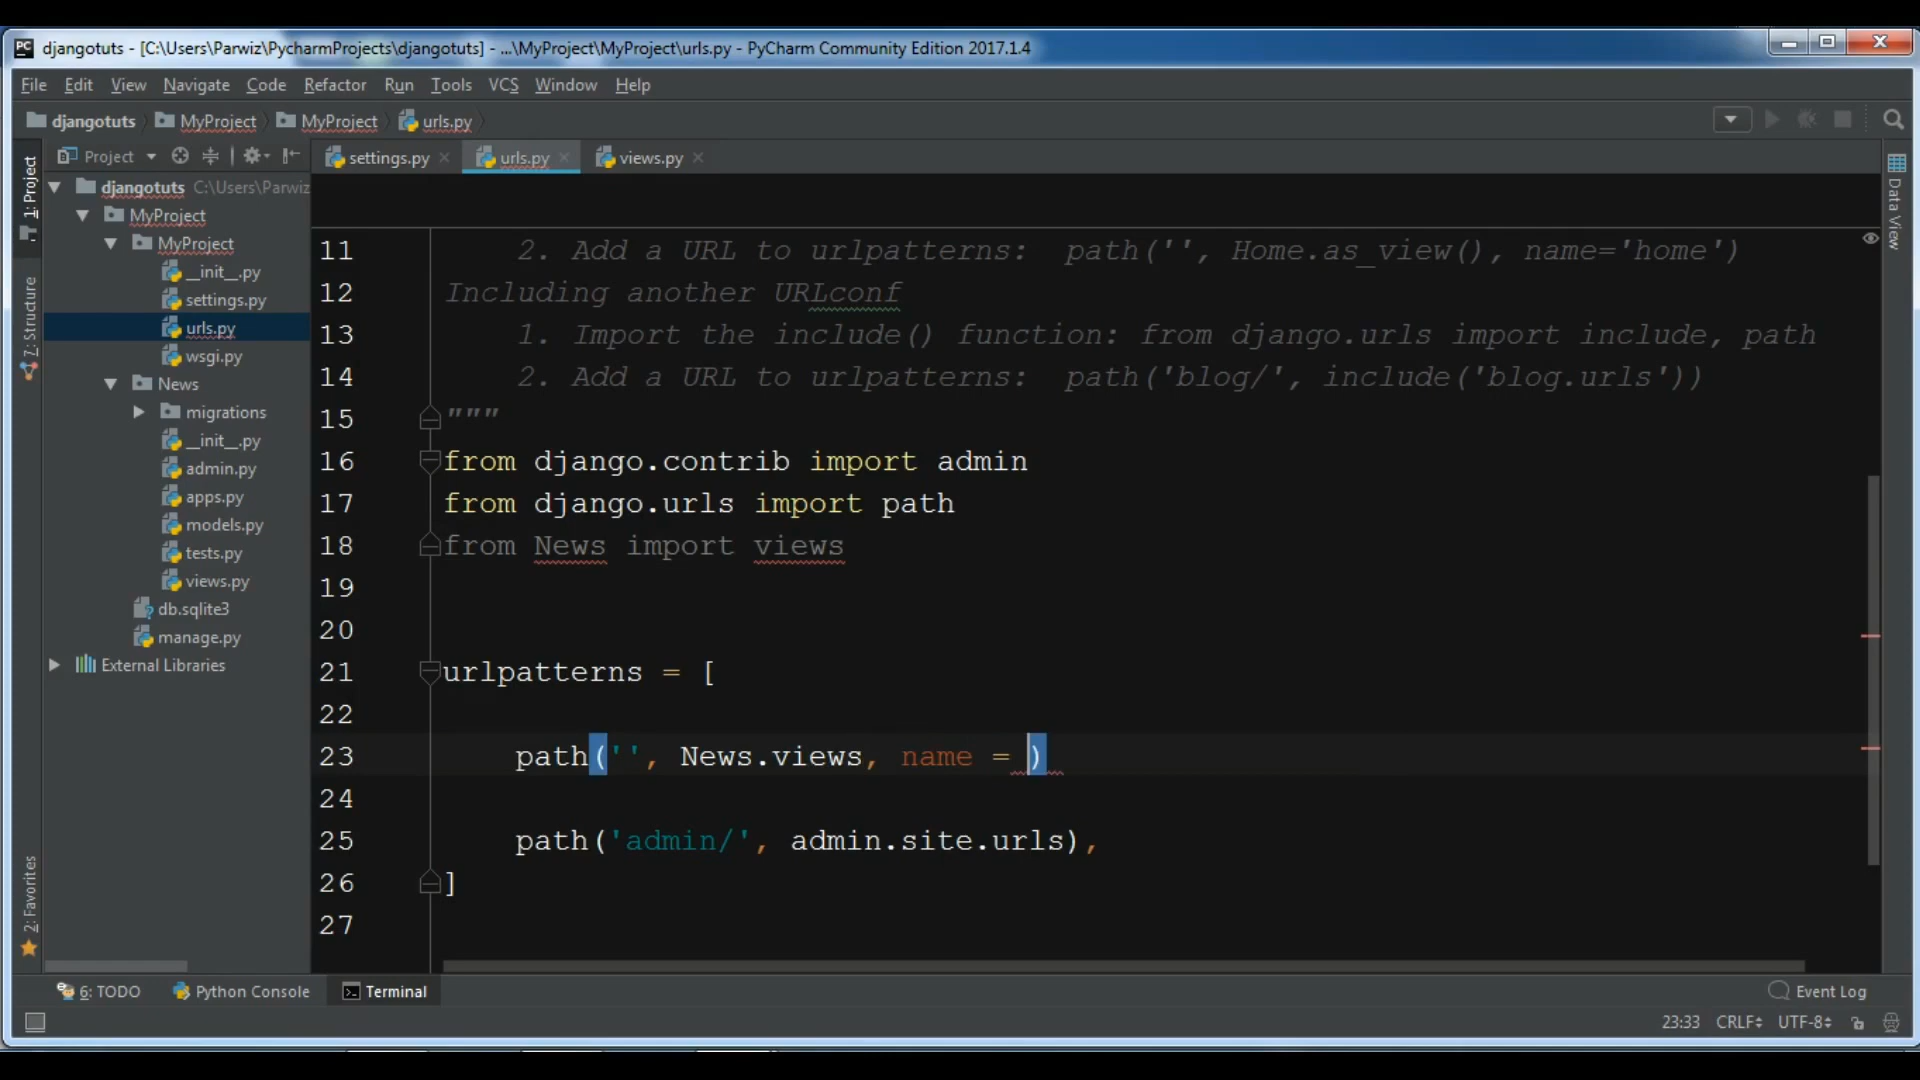 djangotuts - [C:\Users\Parwiz\PycharmProjects\djangotuts] - ...\MyProject\MyProject\urls.py - PyCharm Community Edition 2017.1.4
File Edit View Navigate Code Refactor Run Tools VCS Window Help
djangotuts MyProject MyProject urls.py
Project
settings.py urls.py views.py
1: Project
7: Structure
2: Favorites
Data View
djangotuts C:\Users\Parwiz
MyProject
MyProject
__init__.py
settings.py
urls.py
wsgi.py
News
migrations
__init__.py
admin.py
apps.py
models.py
tests.py
views.py
db.sqlite3
manage.py
External Libraries
11 2. Add a URL to urlpatterns:  path('', Home.as_view(), name='home')
12 Including another URLconf
13 1. Import the include() function: from django.urls import include, path
14 2. Add a URL to urlpatterns:  path('blog/', include('blog.urls'))
15 """
16 from django.contrib import admin
17 from django.urls import path
18 from News import views
19
20
21 urlpatterns = [
22
23 path('', News.views, name = )
24
25 path('admin/', admin.site.urls),
26 ]
27
6: TODO Python Console Terminal Event Log
23:33 CRLF UTF-8